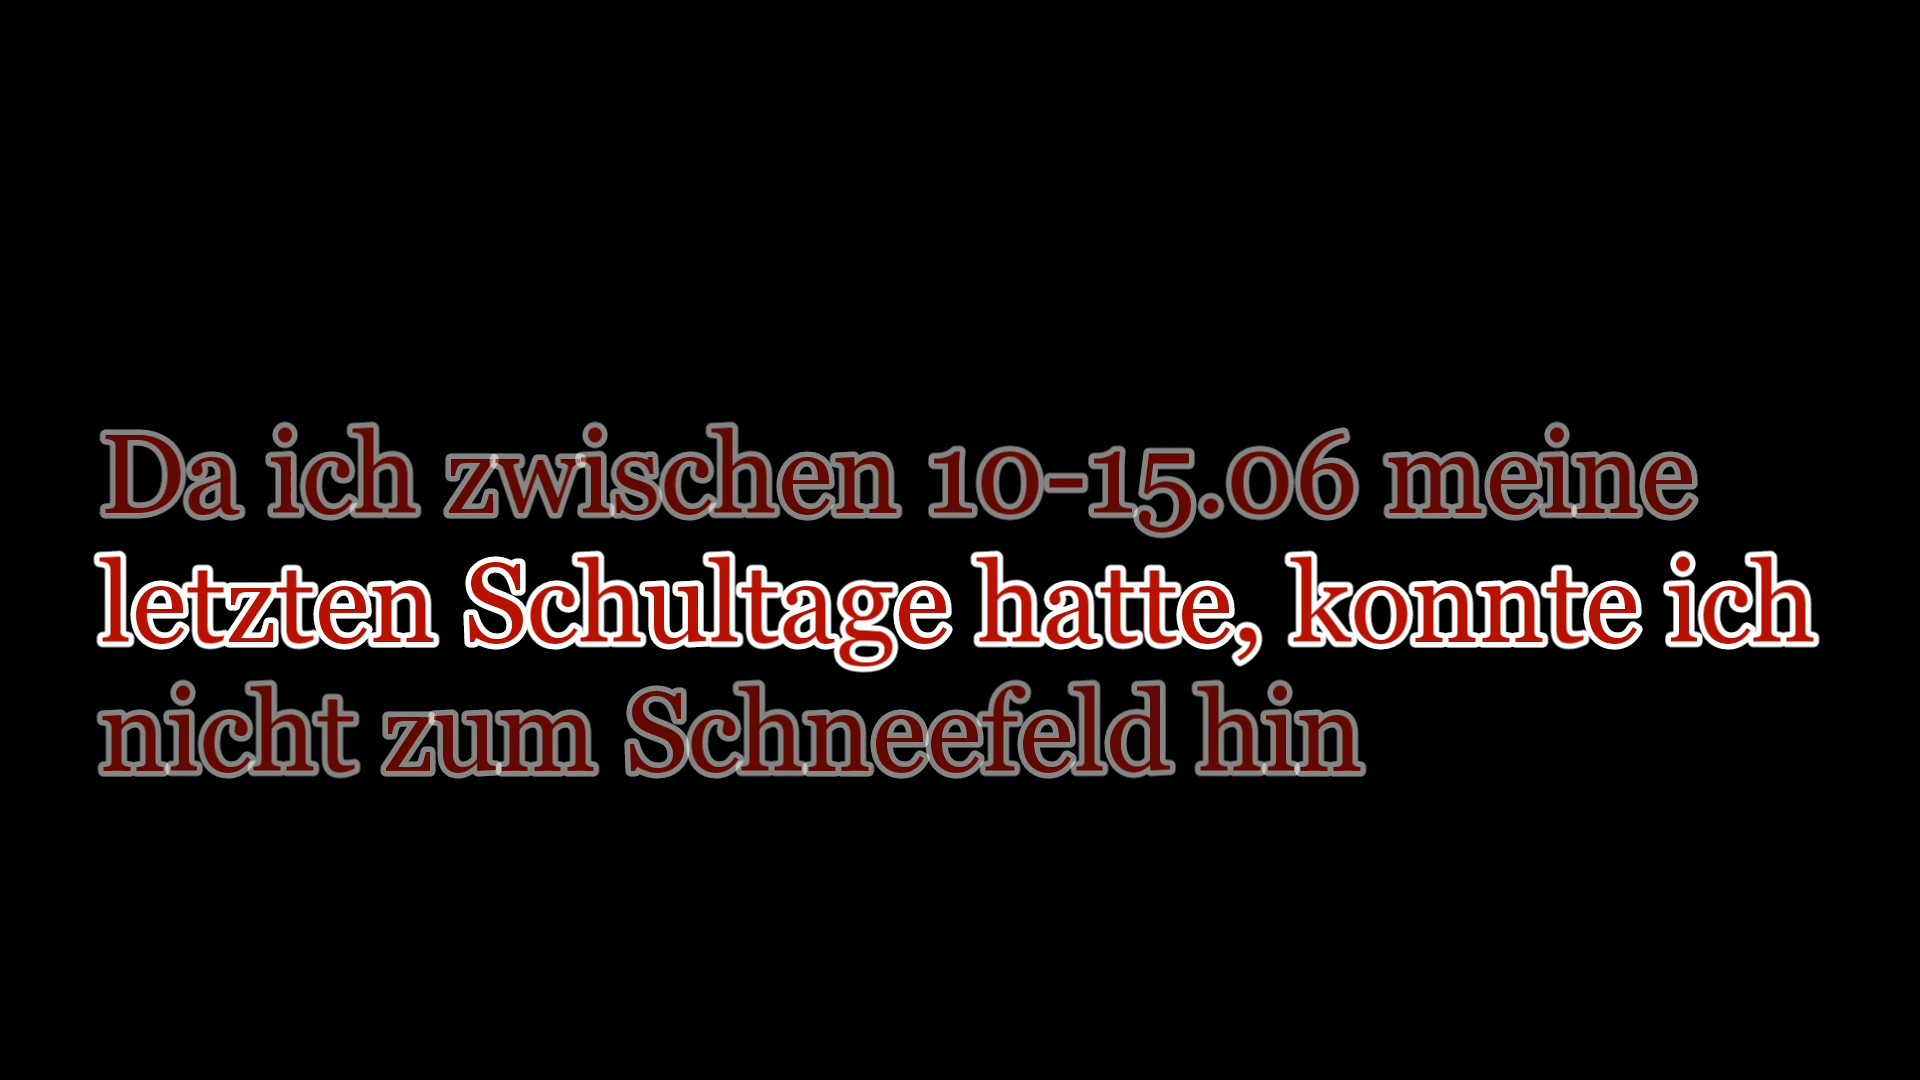 Da ich zwischen 10-15.06 meine
letzten Schultage hatte, konnte ich
nicht zum Schneefeld hin